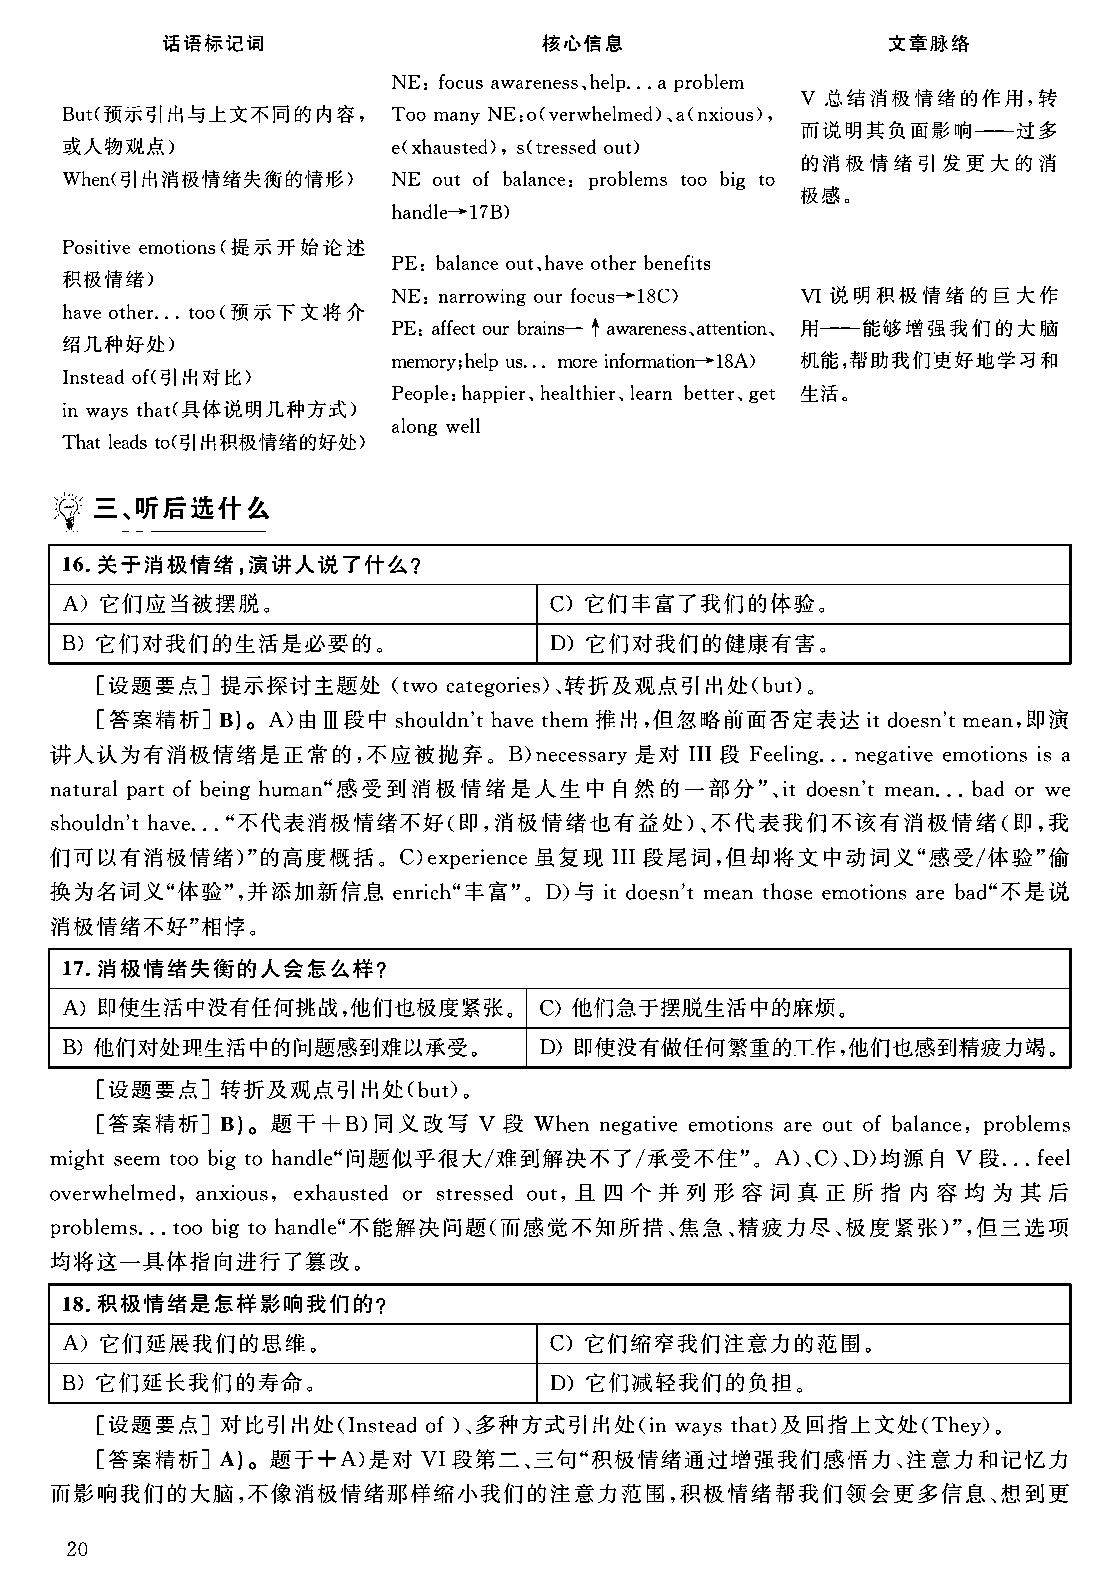 话语标记词 核心信息 文章脉络
But(预示引出与上文不同的内容,
或人物观点)
When(引出消极情绪失衡的情形)
NE: focus awareness、help...a problem
Too many NE:o(verwhelmed)、a(nxious),
e(xhausted), s(tressed out)
NE out of balance: problems too big to
handle→17B)
V 总结消极情绪的作用,转
而说明其负面影响——过多
的消极情绪引发更大的消
极感。
Positive emotions(提示开始论述
积极情绪)
have other... too(预示下文将介
绍几种好处)
Instead of(引出对比)
in ways that(具体说明几种方式)
That leads to(引出积极情绪的好处)
PE: balance out、have other benefits
NE: narrowing our focus→18C)
PE: affect our brains—↑awareness、attention、
memory;help us... more information→18A)
People:happier、healthier、learn better、get
along well
VI 说明积极情绪的巨大作
用——能够增强我们的大脑
机能,帮助我们更好地学习和
生活。
三、听后选什么
16. 关于消极情绪,演讲人说了什么?
A) 它们应当被摆脱。 C) 它们丰富了我们的体验。
B) 它们对我们的生活是必要的。 D) 它们对我们的健康有害。
[设题要点] 提示探讨主题处 (two categories)、转折及观点引出处(but)。
[答案精析] B)。A)由Ⅲ段中 shouldn't have them 推出,但忽略前面否定表达 it doesn't mean,即演
讲人认为有消极情绪是正常的,不应被抛弃。B)necessary 是对 III 段 Feeling... negative emotions is a
natural part of being human“感受到消极情绪是人生中自然的一部分”、it doesn't mean... bad or we
shouldn't have...“不代表消极情绪不好(即,消极情绪也有益处)、不代表我们不该有消极情绪(即,我
们可以有消极情绪)”的高度概括。C)experience 虽复现 III 段尾词,但却将文中动词义“感受/体验”偷
换为名词义“体验”,并添加新信息 enrich“丰富”。D)与 it doesn't mean those emotions are bad“不是说
消极情绪不好”相悖。
17. 消极情绪失衡的人会怎么样?
A) 即使生活中没有任何挑战,他们也极度紧张。 C) 他们急于摆脱生活中的麻烦。
B) 他们对处理生活中的问题感到难以承受。 D) 即使没有做任何繁重的工作,他们也感到精疲力竭。
[设题要点] 转折及观点引出处(but)。
[答案精析] B)。题干+B)同义改写 V 段 When negative emotions are out of balance, problems
might seem too big to handle“问题似乎很大/难到解决不了/承受不住”。A)、C)、D)均源自 V 段...feel
overwhelmed, anxious, exhausted or stressed out,且四个并列形容词真正所指内容均为其后
problems...too big to handle“不能解决问题(而感觉不知所措、焦急、精疲力尽、极度紧张)”,但三选项
均将这一具体指向进行了篡改。
18. 积极情绪是怎样影响我们的?
A) 它们延展我们的思维。 C) 它们缩窄我们注意力的范围。
B) 它们延长我们的寿命。 D) 它们减轻我们的负担。
[设题要点] 对比引出处(Instead of )、多种方式引出处(in ways that)及回指上文处(They)。
[答案精析] A)。题干+A)是对 VI 段第二、三句“积极情绪通过增强我们感悟力、注意力和记忆力
而影响我们的大脑,不像消极情绪那样缩小我们的注意力范围,积极情绪帮我们领会更多信息、想到更
20